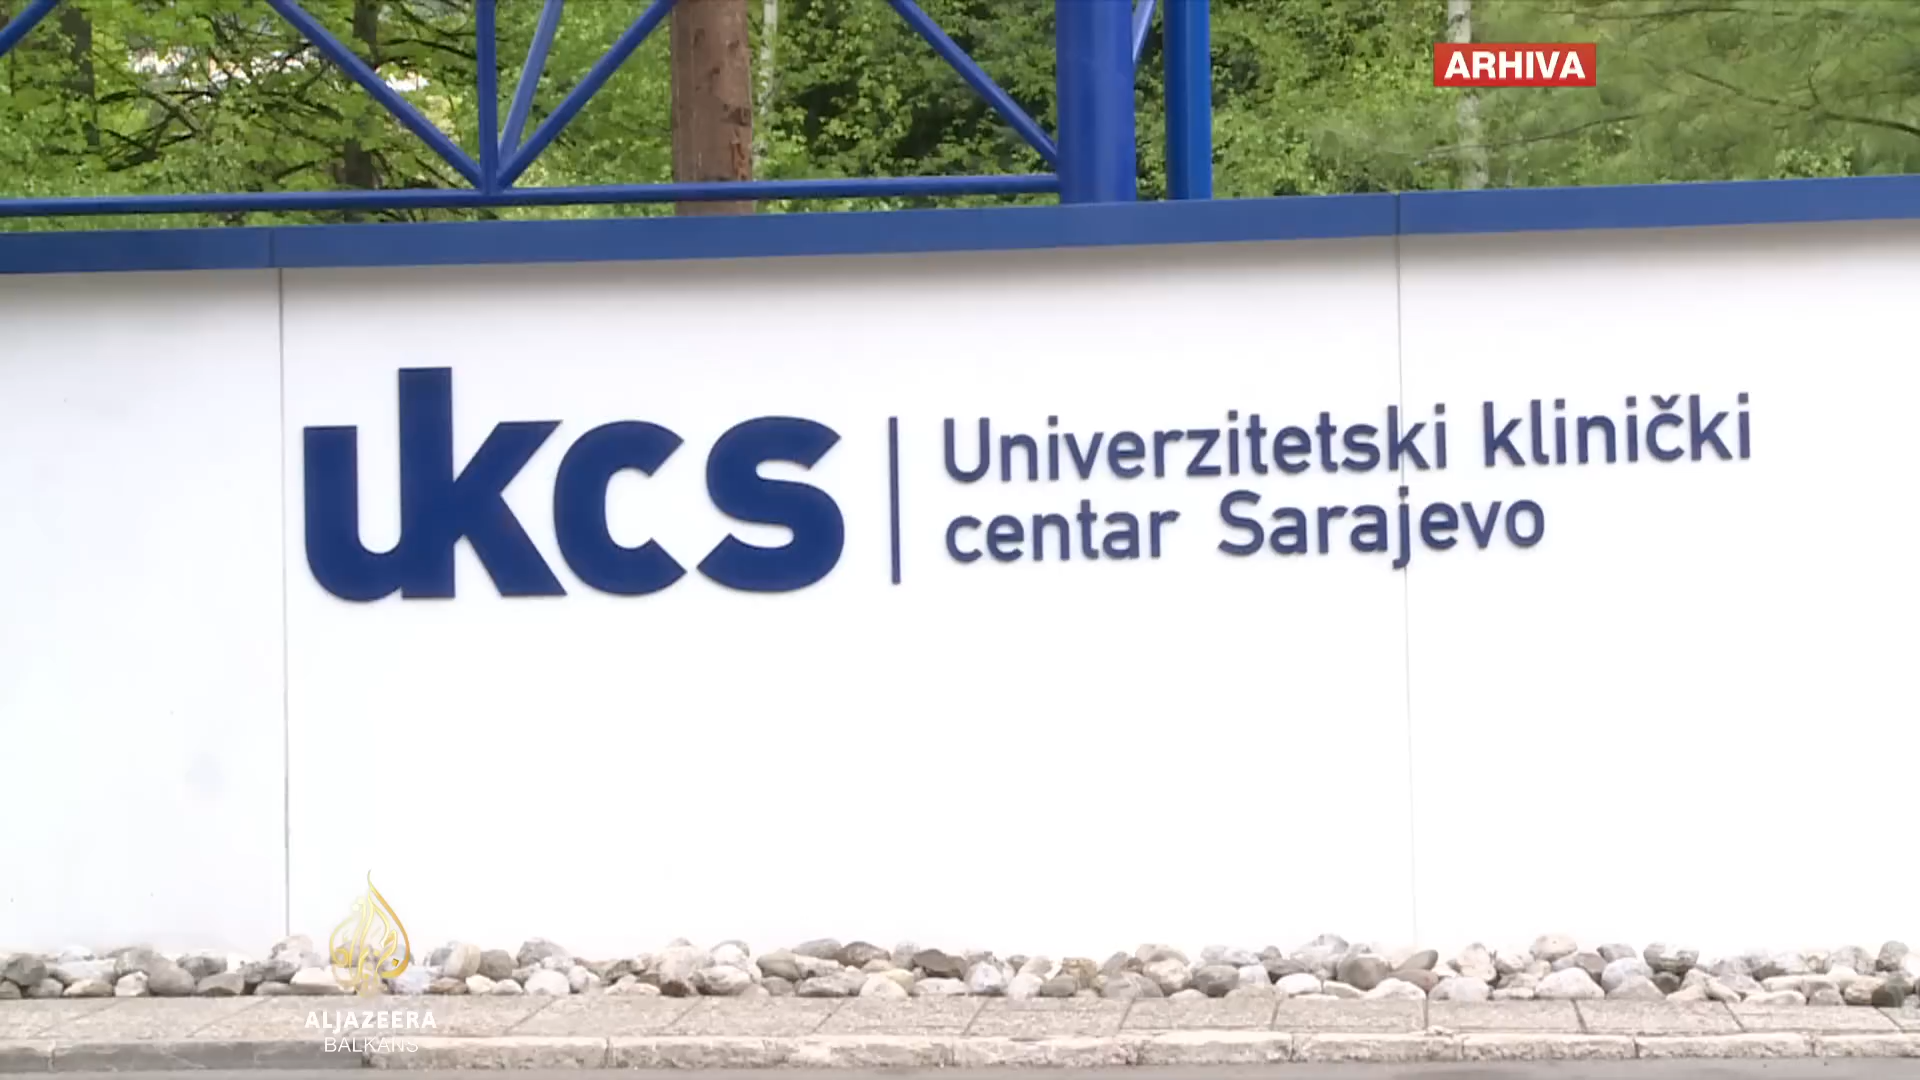 ARHIVA
ukcs
Univerzitetski klinički
centar Sarajevo
ALJAZEERA
BALKANS